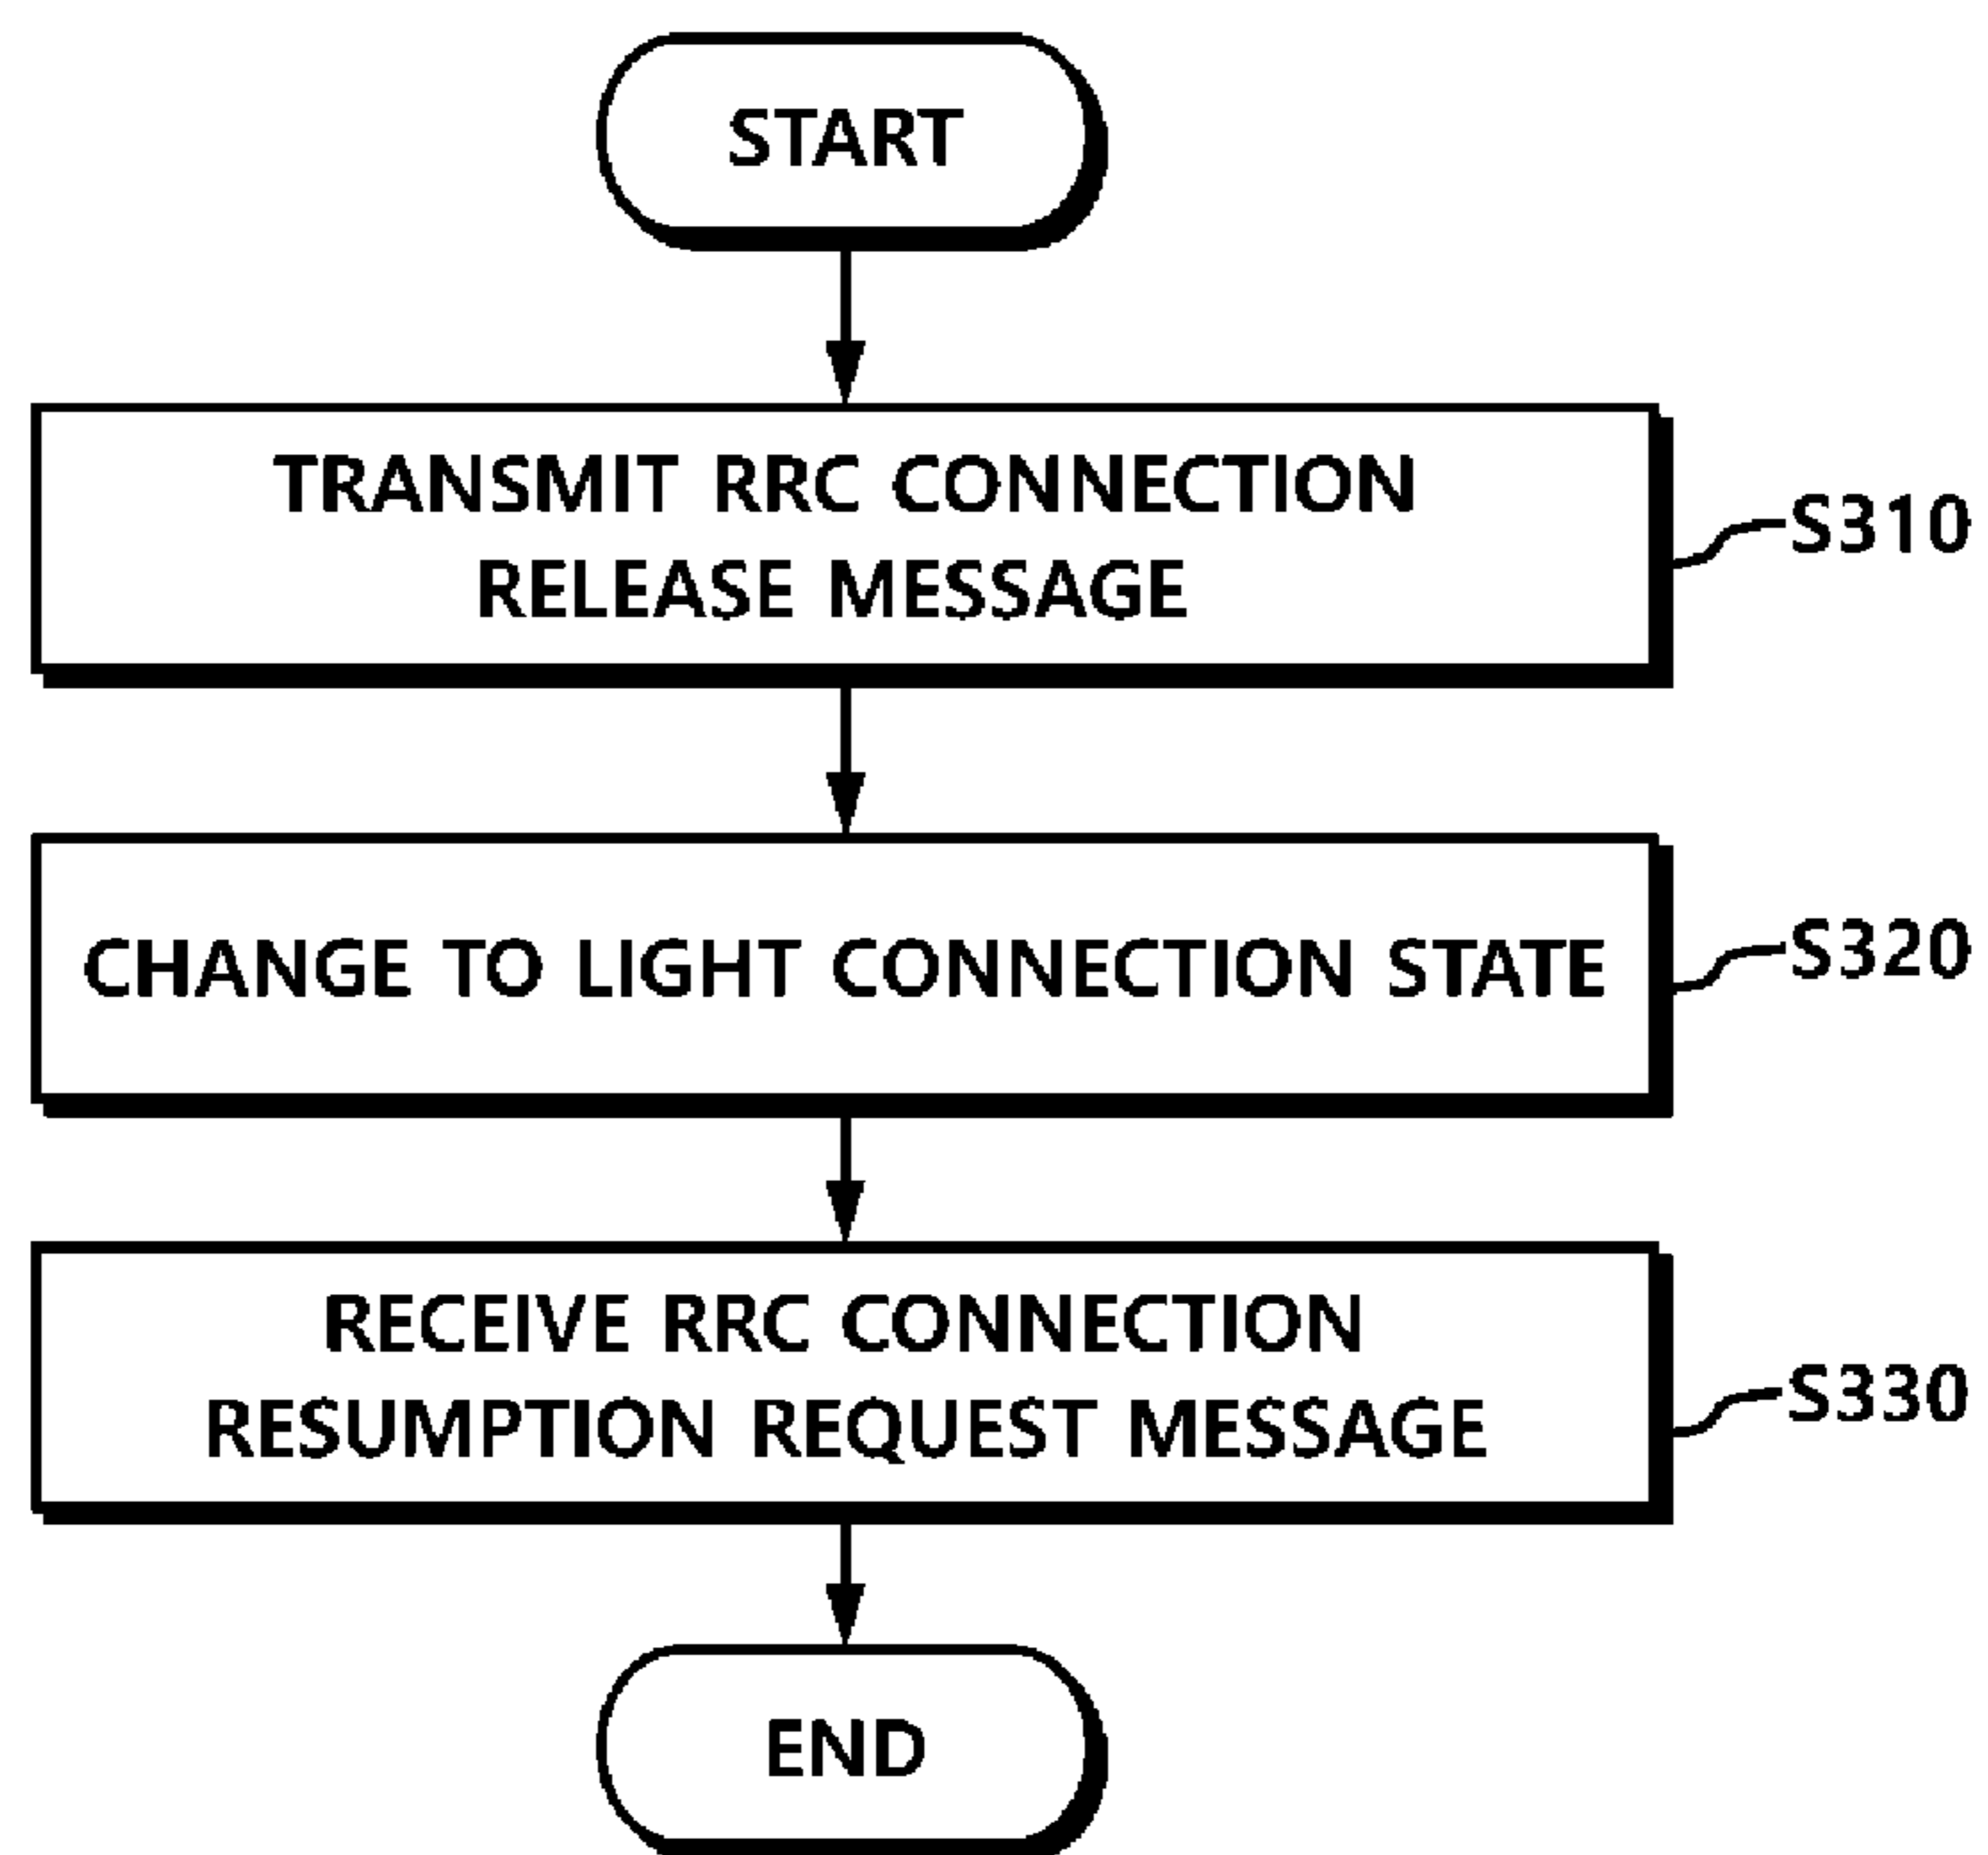 START
TRANSMIT RRC CONNECTION
RELEASE MESSAGE
S310
CHANGE TO LIGHT CONNECTION STATE
S320
RECEIVE RRC CONNECTION
RESUMPTION REQUEST MESSAGE
S330
END